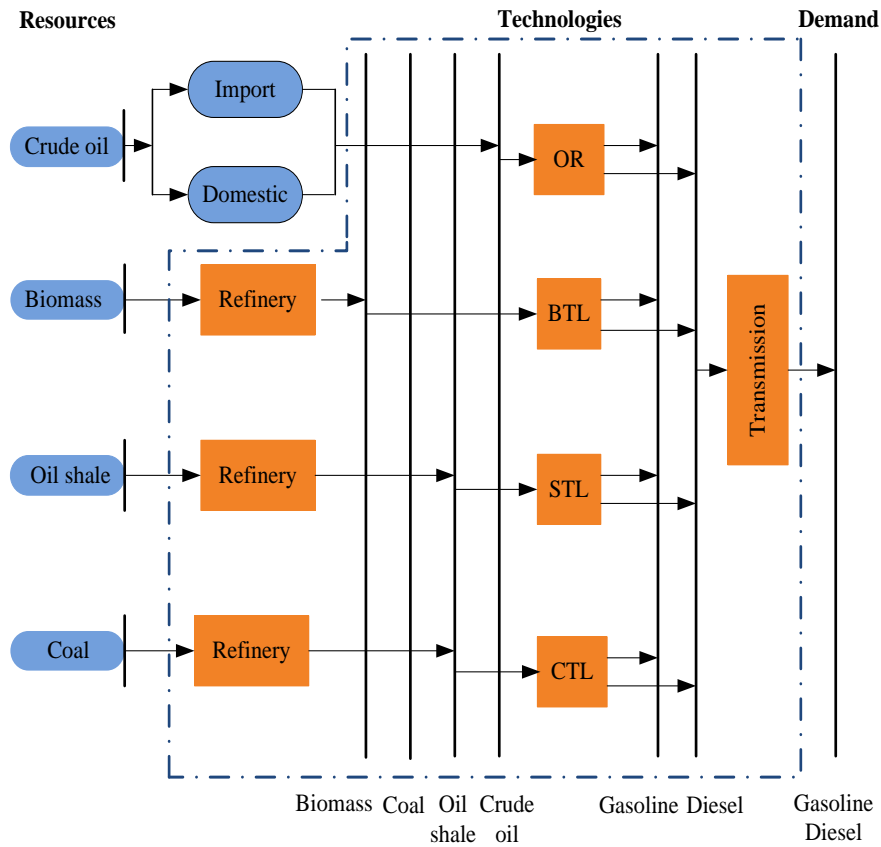 Resources
Technologies
Demand
Import
Crude oil
Domestic
OR
Biomass
Refinery
BTL
Transmission
Oil shale
Refinery
STL
Coal
Refinery
CTL
Biomass
Coal
Oil
shale
Crude
oil
Gasoline
Diesel
Gasoline
Diesel